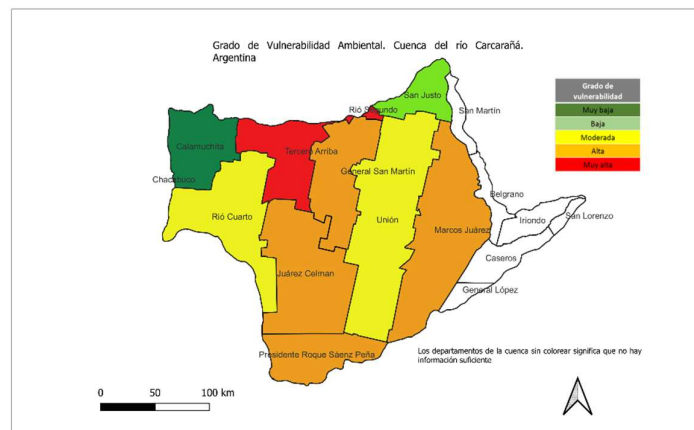 Grado de Vulnerabilidad Ambiental. Cuenca del río Carcarañá.
Argentina
San Justo
San Martín
Rió Segundo
Calamuchita
Tercero Arriba
General San Martín
Chacabuco
Belgrano
Rió Cuarto
Unión
Iriondo
San Lorenzo
Marcos Juárez
Caseros
Juárez Celman
General López
Presidente Roque Sáenz Peña
Grado de
vulnerabilidad
Muy baja
Baja
Moderada
Alta
Muy alta
Los departamentos de la cuenca sin colorear significa que no hay
información suficiente
0 50 100 km